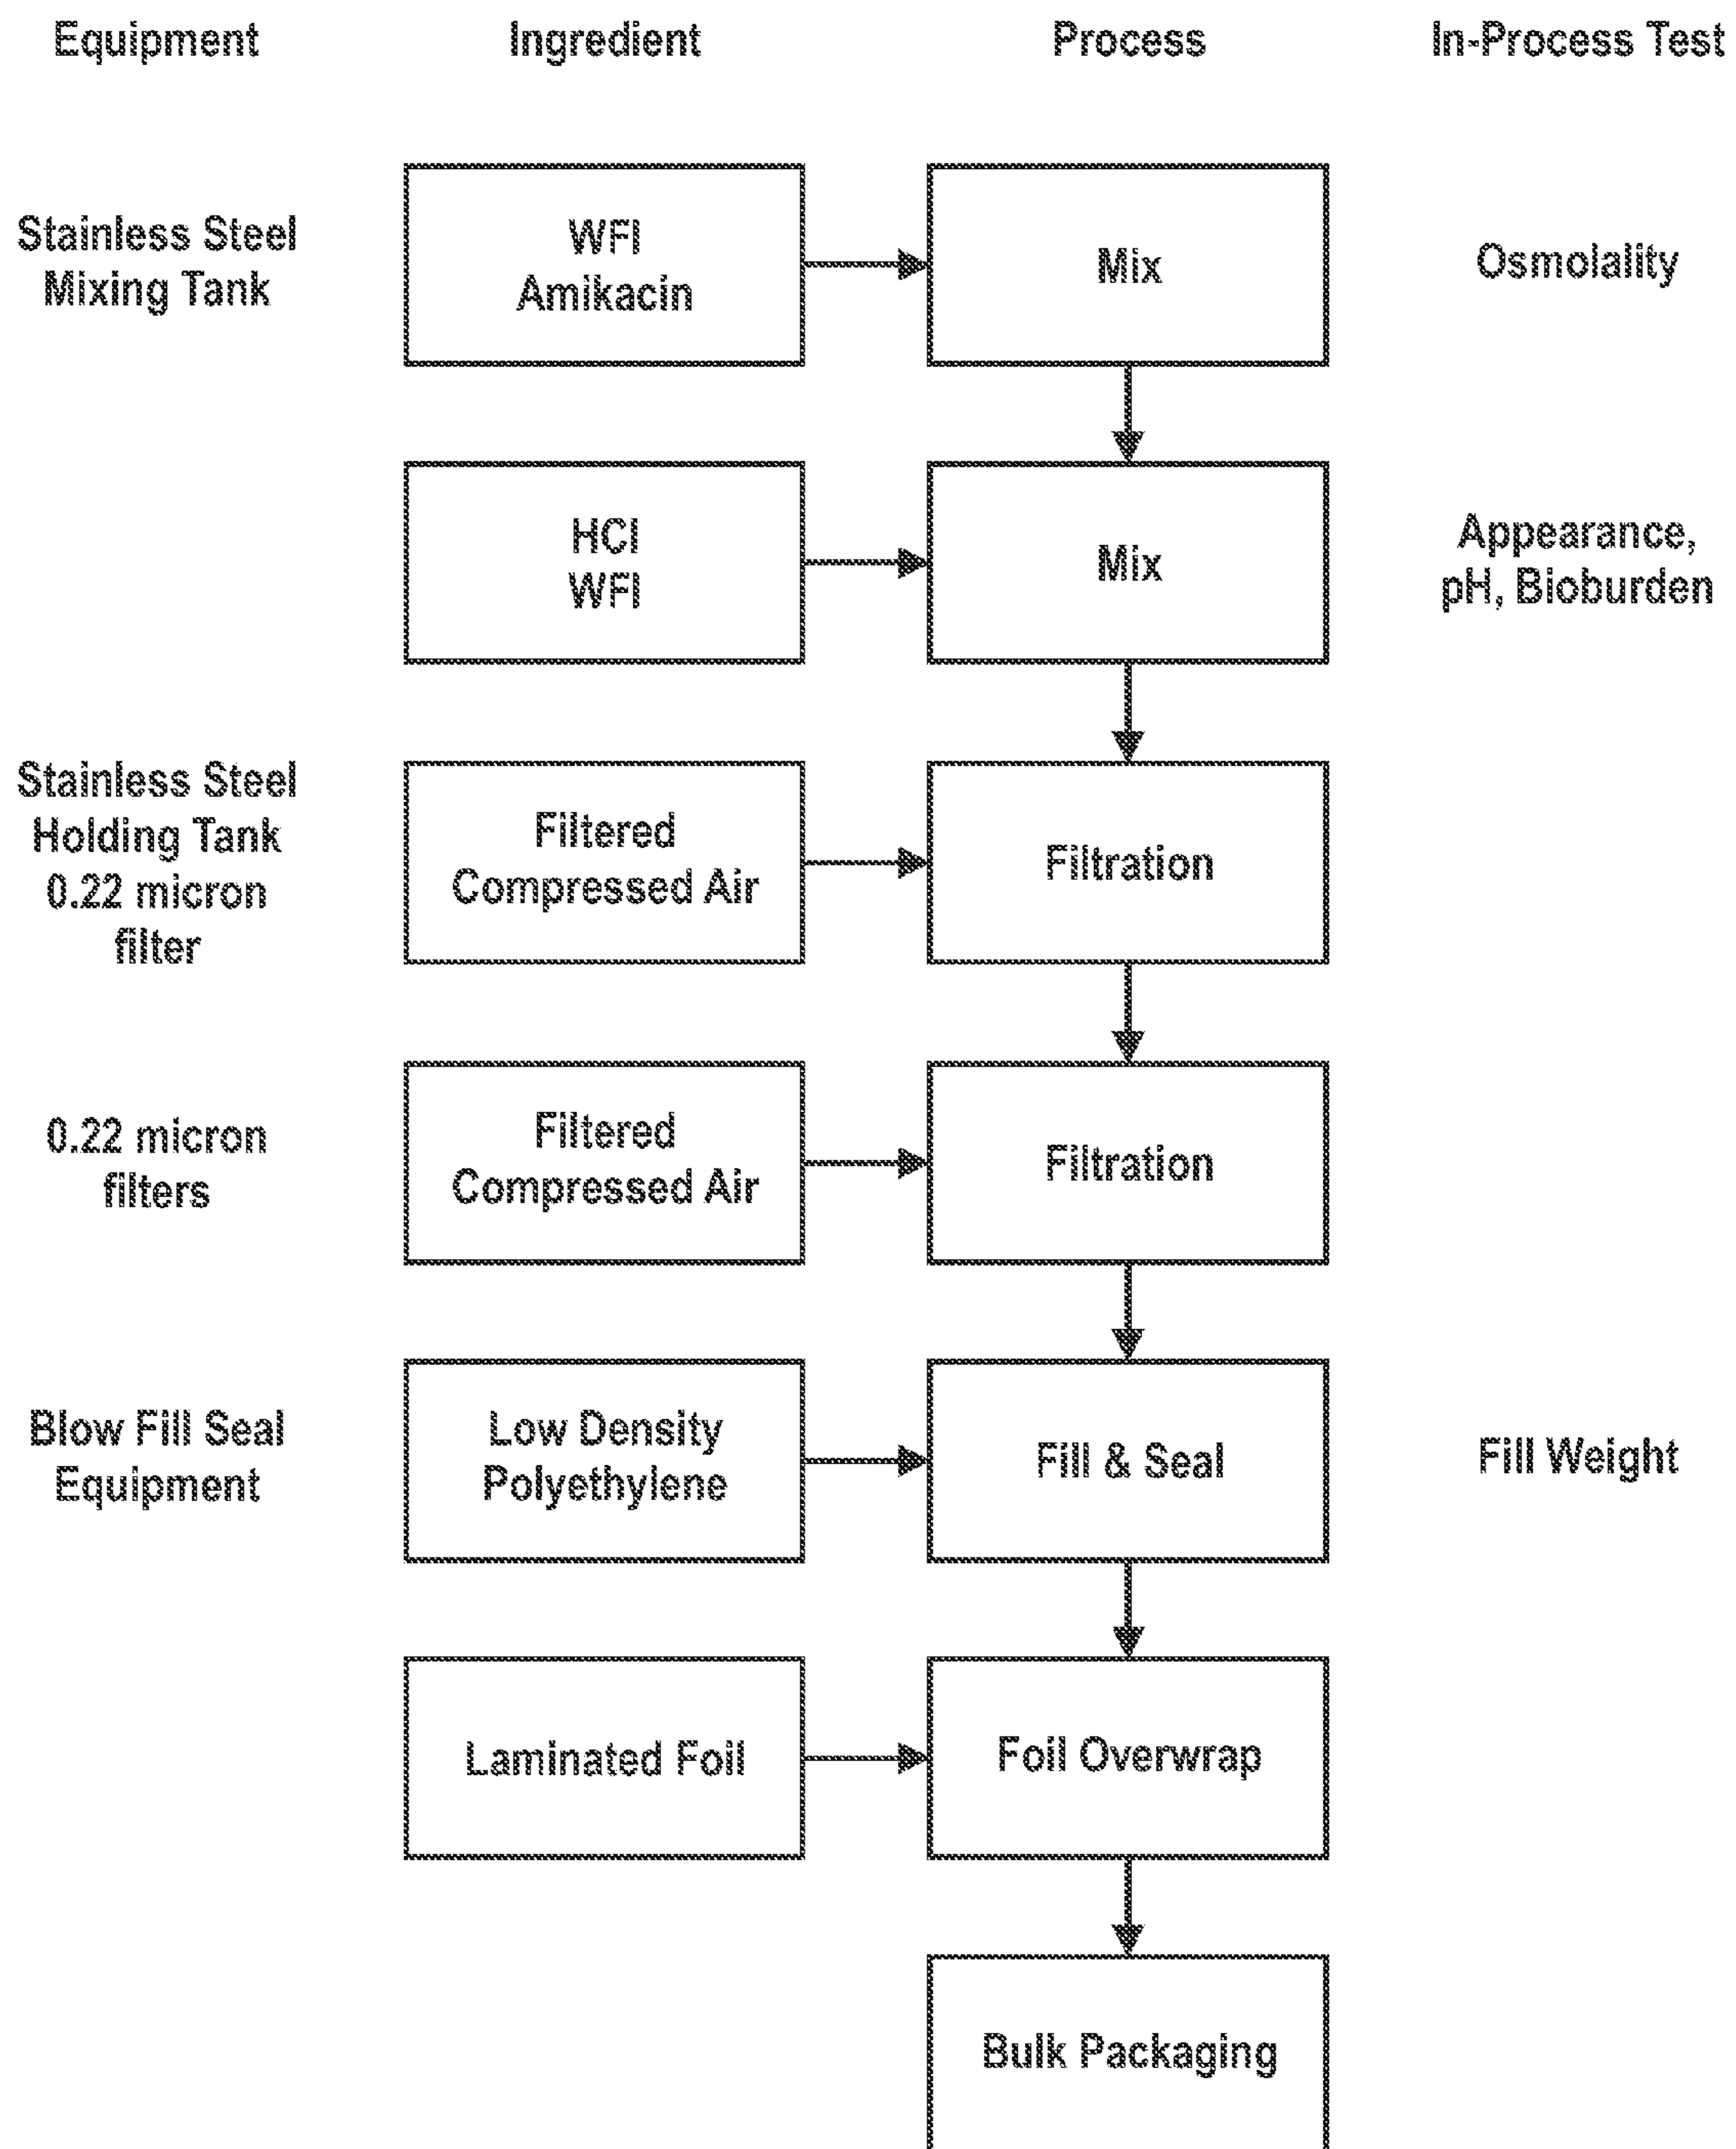 Equipment Ingredient Process In-Process Test
Stainless Steel
Mixing Tank
WFI
Amikacin
Mix
Osmolality
HCl
WFI
Mix
Appearance,
pH, Bioburden
Stainless Steel
Holding Tank
0.22 micron
filter
Filtered
Compressed Air
Filtration
0.22 micron
filters
Filtered
Compressed Air
Filtration
Blow Fill Seal
Equipment
Low Density
Polyethylene
Fill & Seal
Fill Weight
Laminated Foil
Foil Overwrap
Bulk Packaging